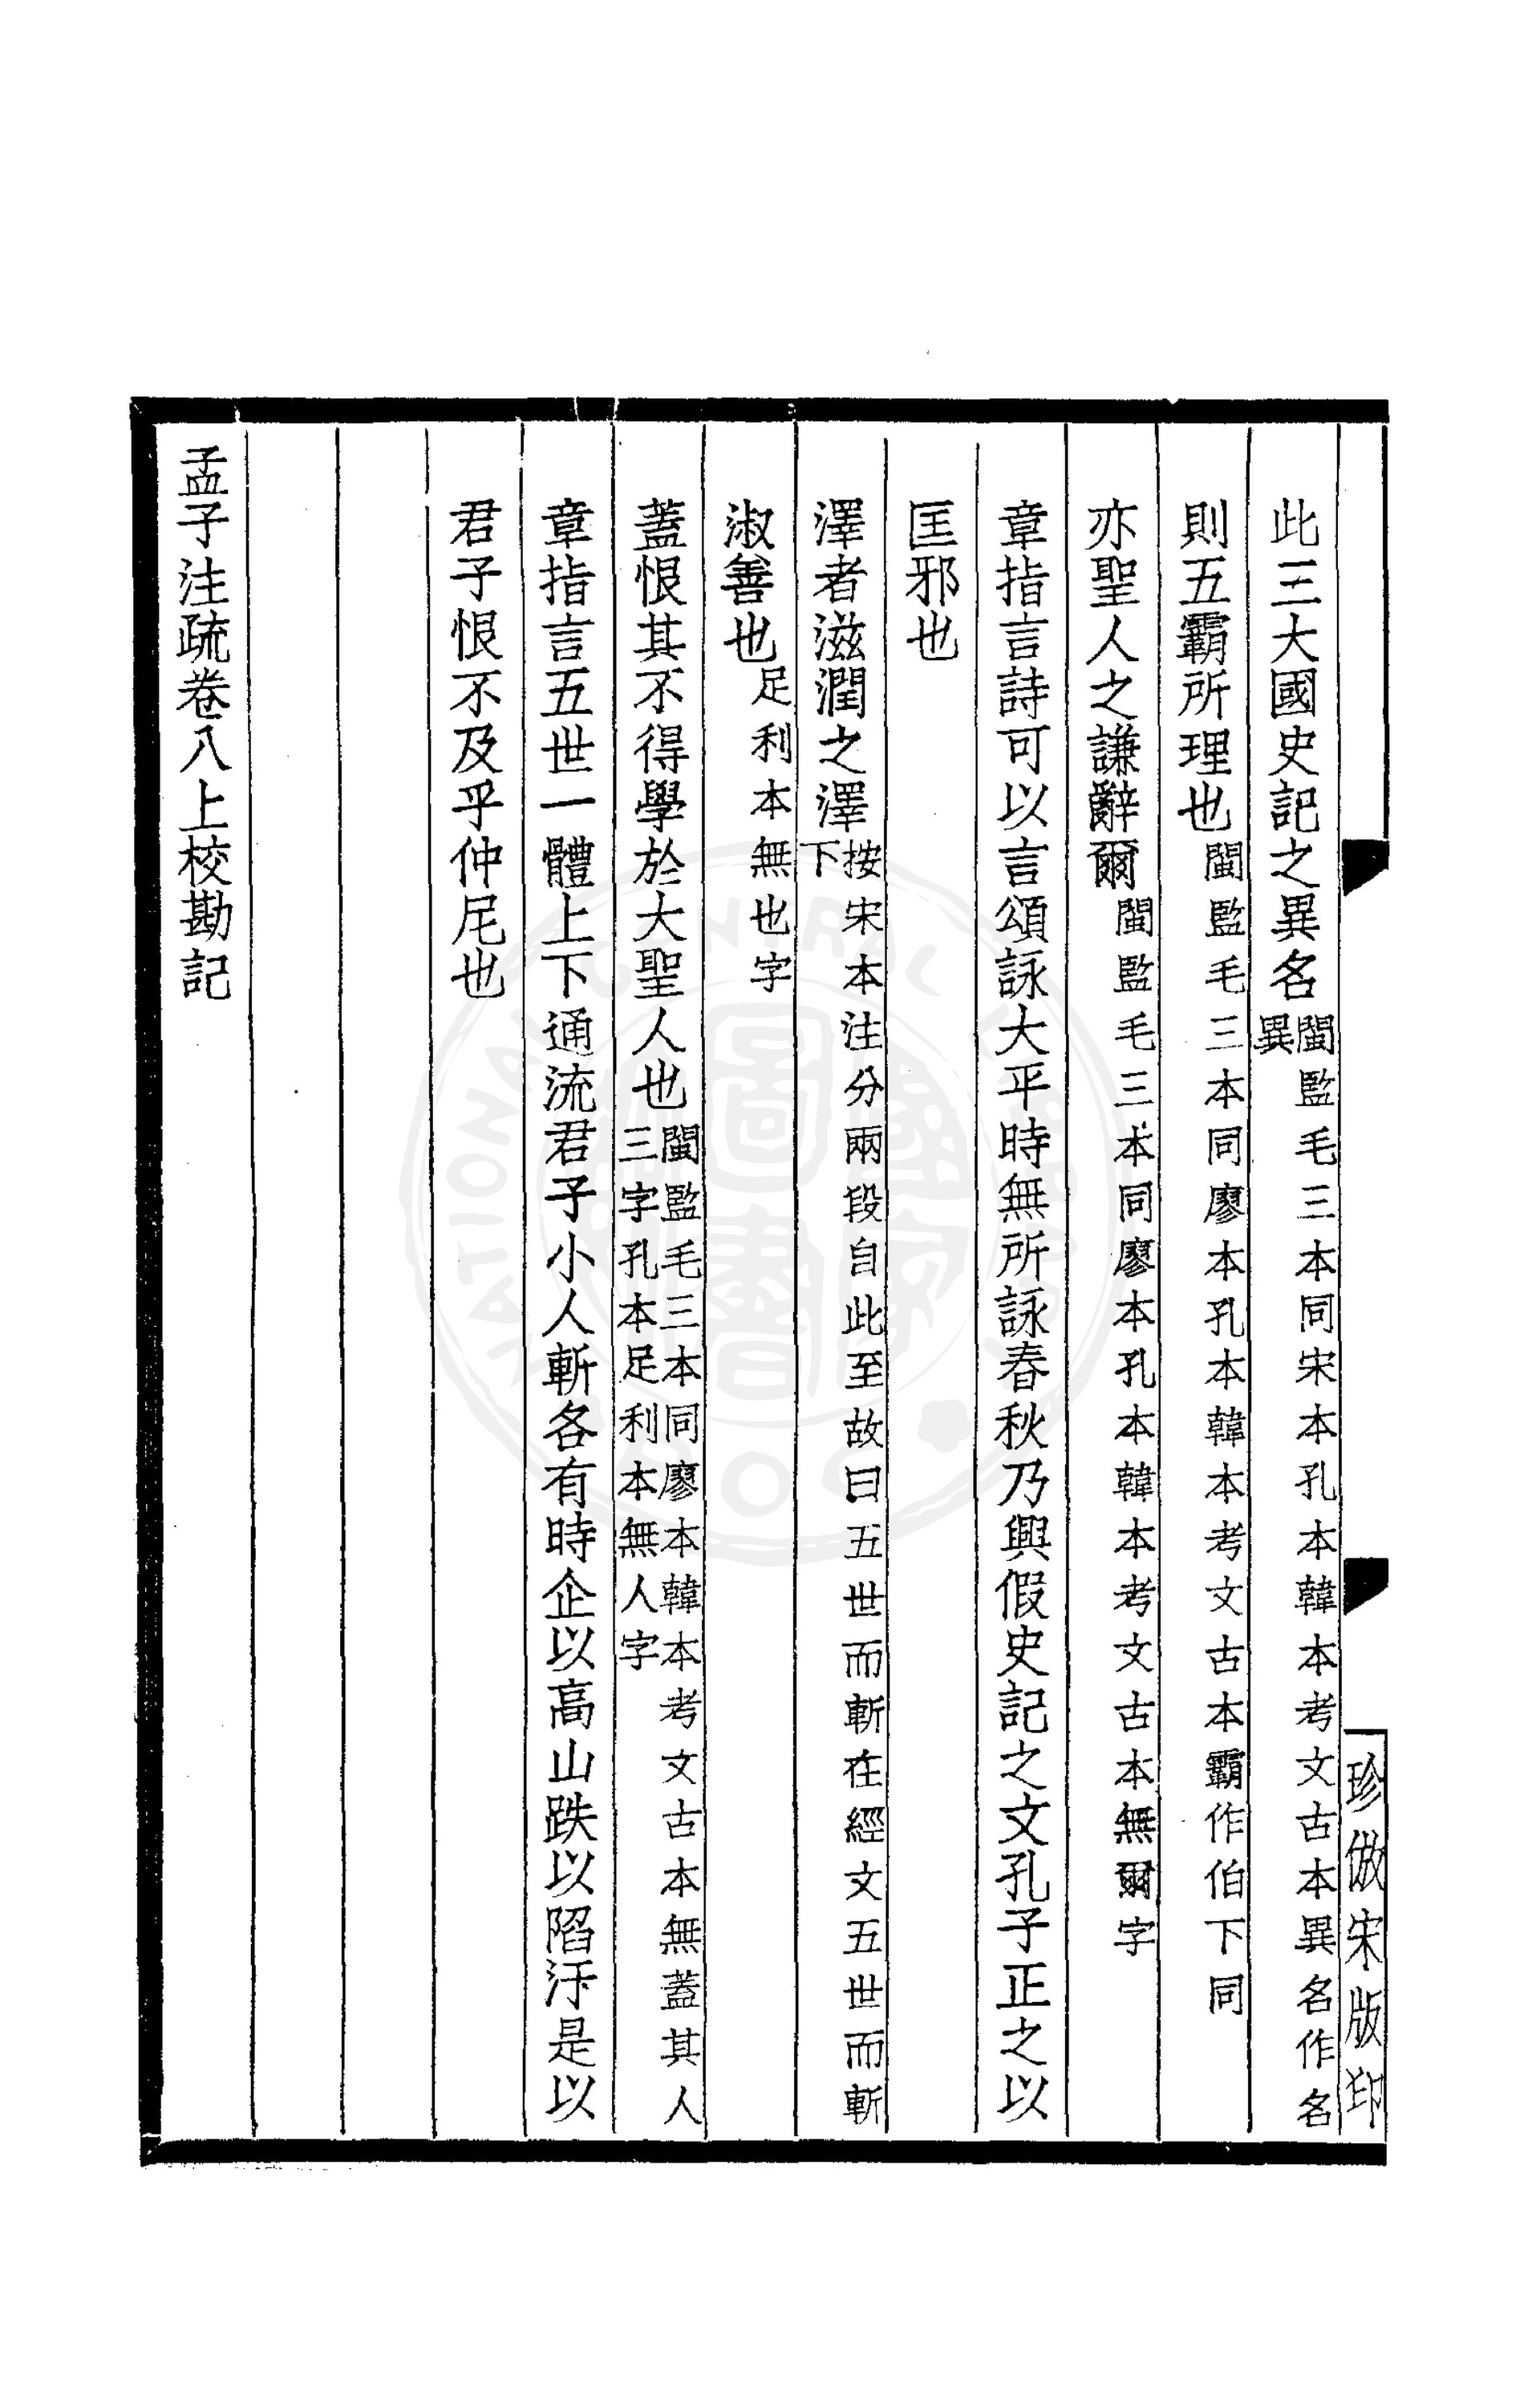 珍倣宋版印
此三大國史記之異名閩監毛三本同宋本孔本韓本考文古本異名作名異
則五霸所理也閩監毛三本同廖本孔本韓本考文古本霸作伯下同
亦聖人之謙辭爾閩監毛三本同廖本孔本韓本考文古本無爾字
章指言詩可以言頌詠大平時無所詠春秋乃興假史記之文孔子正之以
匡邪也
澤者滋潤之澤按宋本注分兩段自此至故曰五世而斬在經文五世而斬下
淑善也足利本無也字
蓋恨其不得學於大聖人也閩監毛三本同廖本韓本考文古本無蓋其人三字孔本足利本無人字
章指言五世一體上下通流君子小人斬各有時企以高山跌以陷汙是以
君子恨不及乎仲尼也
孟子注疏卷八上校勘記
NATIONAL CENTRAL LIBRARY
國家圖書